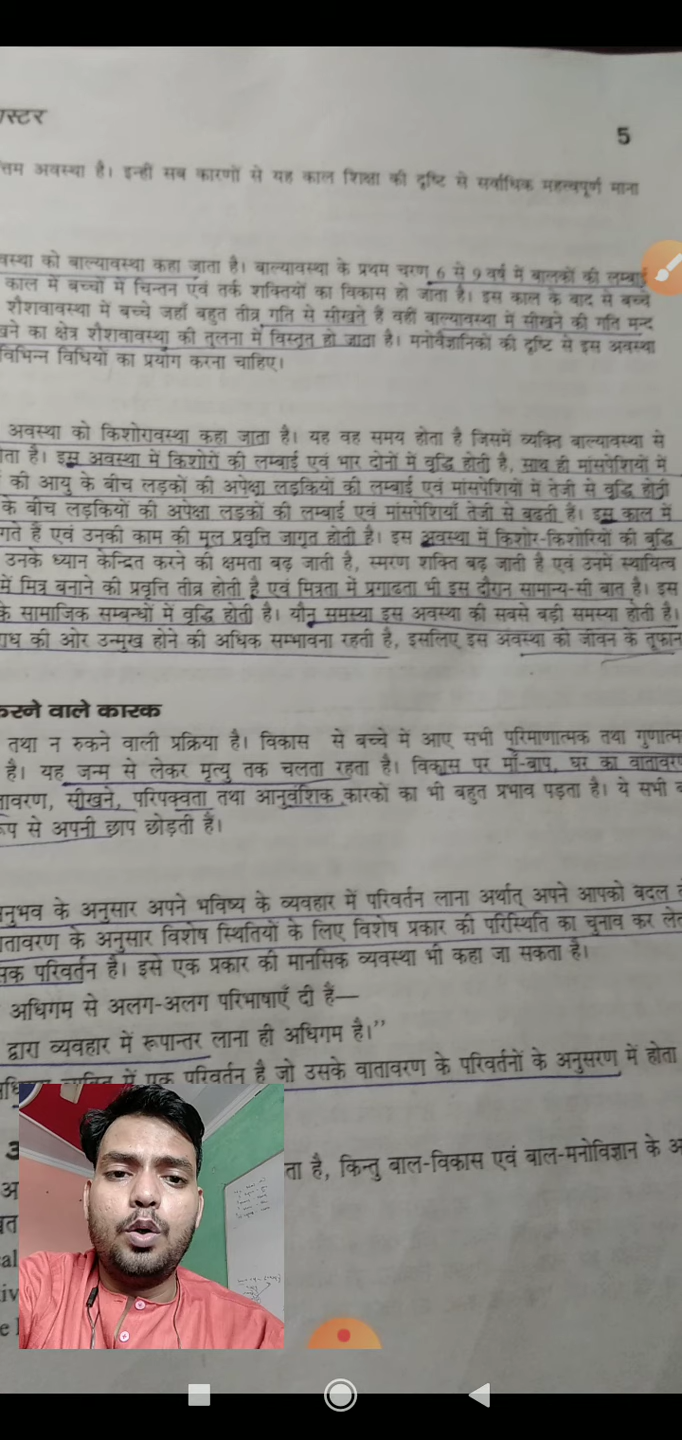 स्टर
5
त्तम अवस्था है। इन्हीं सब कारणों से यह काल शिक्षा की दृष्टि से सर्वाधिक महत्त्वपूर्ण माना
वस्था को बाल्यावस्था कहा जाता है। बाल्यावस्था के प्रथम चरण 6 से 9 वर्ष में बालकों की लम्बाई
काल में बच्चों में चिन्तन एवं तर्क शक्तियों का विकास हो जाता है। इस काल के बाद से बच्चे
शैशवावस्था में बच्चे जहाँ बहुत तीव्र गति से सीखते हैं वहीं बाल्यावस्था में सीखने की गति मन्द
खने का क्षेत्र शैशवावस्था की तुलना में विस्तृत हो जाता है। मनोवैज्ञानिकों की दृष्टि से इस अवस्था
विभिन्न विधियों का प्रयोग करना चाहिए।
अवस्था को किशोरावस्था कहा जाता है। यह वह समय होता है जिसमें व्यक्ति बाल्यावस्था से
ता है। इस अवस्था में किशोरों की लम्बाई एवं भार दोनों में वृद्धि होती है, साथ ही मांसपेशियों में
की आयु के बीच लड़कों की अपेक्षा लड़कियों की लम्बाई एवं मांसपेशियों में तेजी से वृद्धि होती
के बीच लड़कियों की अपेक्षा लड़कों की लम्बाई एवं मांसपेशियाँ तेजी से बढ़ती हैं। इस काल में
गते हैं एवं उनकी काम की मूल प्रवृत्ति जागृत होती है। इस अवस्था में किशोर-किशोरियों की बुद्धि
उनके ध्यान केन्द्रित करने की क्षमता बढ़ जाती है, स्मरण शक्ति बढ़ जाती है एवं उनमें स्थायित्व
में मित्र बनाने की प्रवृत्ति तीव्र होती है एवं मित्रता में प्रगाढ़ता भी इस दौरान सामान्य-सी बात है। इस
के सामाजिक सम्बन्धों में वृद्धि होती है। यौन समस्या इस अवस्था की सबसे बड़ी समस्या होती है।
राध की ओर उन्मुख होने की अधिक सम्भावना रहती है, इसलिए इस अवस्था को जीवन के तूफान
करने वाले कारक
तथा न रुकने वाली प्रक्रिया है। विकास से बच्चे में आए सभी परिमाणात्मक तथा गुणात्म
है। यह जन्म से लेकर मृत्यु तक चलता रहता है। विकास पर माँ-बाप, घर का वातावर
तावरण, सीखने, परिपक्वता तथा आनुवंशिक कारकों का भी बहुत प्रभाव पड़ता है। ये सभी
रूप से अपनी छाप छोड़ती हैं।
नुभव के अनुसार अपने भविष्य के व्यवहार में परिवर्तन लाना अर्थात् अपने आपको बदल
तावरण के अनुसार विशेष स्थितियों के लिए विशेष प्रकार की परिस्थिति का चुनाव कर लेत
सक परिवर्तन है। इसे एक प्रकार की मानसिक व्यवस्था भी कहा जा सकता है।
अधिगम से अलग-अलग परिभाषाएँ दी हैं—
द्वारा व्यवहार में रूपान्तर लाना ही अधिगम है।”
में एक परिवर्तन है जो उसके वातावरण के परिवर्तनों के अनुसरण में होता
ता है, किन्तु बाल-विकास एवं बाल-मनोविज्ञान के अ